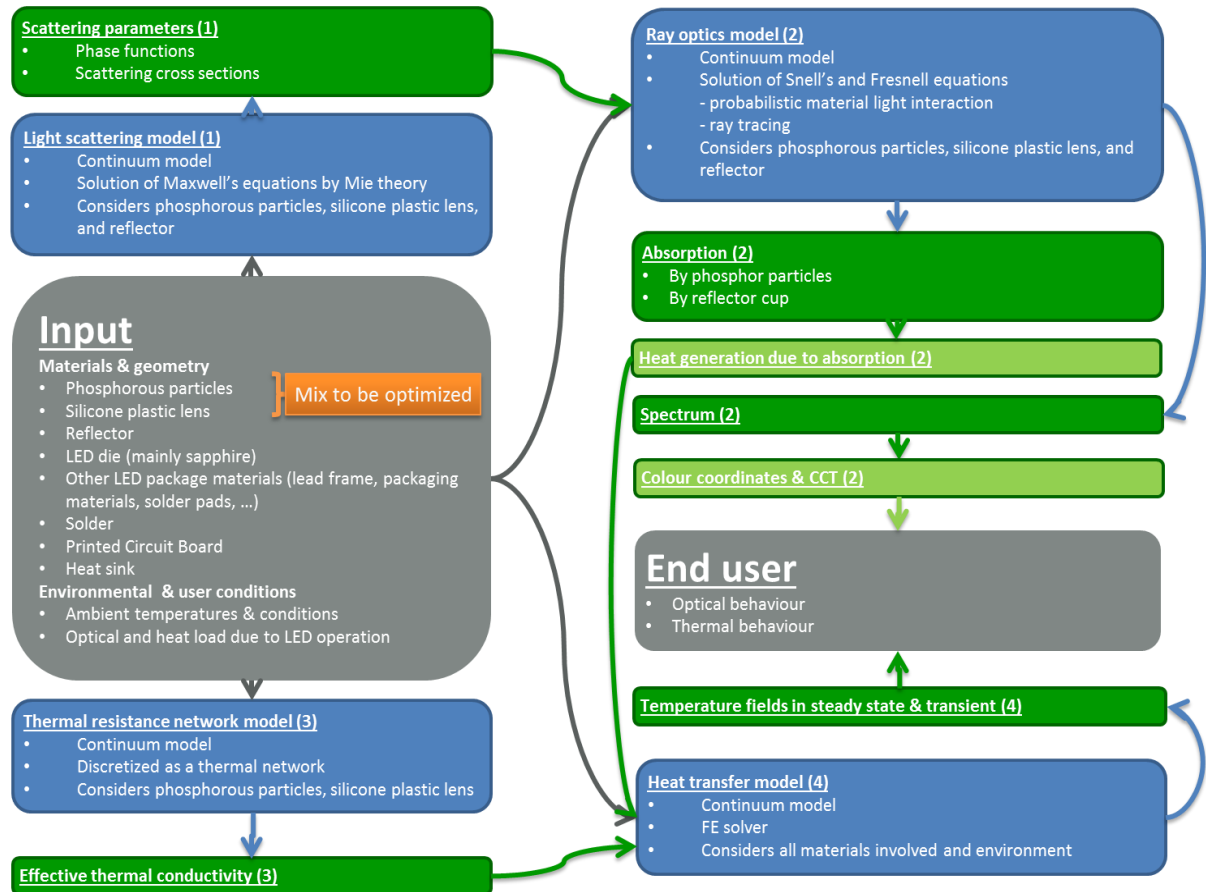 Scattering parameters (1)
• Phase functions
• Scattering cross sections
Light scattering model (1)
• Continuum model
• Solution of Maxwell's equations by Mie theory
• Considers phosphorous particles, silicone plastic lens,
and reflector
Input
Materials & geometry
• Phosphorous particles
• Silicone plastic lens
• Reflector
• LED die (mainly sapphire)
• Other LED package materials (lead frame, packaging
materials, solder pads, …)
• Solder
• Printed Circuit Board
• Heat sink
Environmental & user conditions
• Ambient temperatures & conditions
• Optical and heat load due to LED operation
Mix to be optimized
Thermal resistance network model (3)
• Continuum model
• Discretized as a thermal network
• Considers phosphorous particles, silicone plastic lens
Effective thermal conductivity (3)
Ray optics model (2)
• Continuum model
• Solution of Snell's and Fresnell equations
- probabilistic material light interaction
- ray tracing
• Considers phosphorous particles, silicone plastic lens, and
reflector
Absorption (2)
• By phosphor particles
• By reflector cup
Heat generation due to absorption (2)
Spectrum (2)
Colour coordinates & CCT (2)
End user
• Optical behaviour
• Thermal behaviour
Temperature fields in steady state & transient (4)
Heat transfer model (4)
• Continuum model
• FE solver
• Considers all materials involved and environment